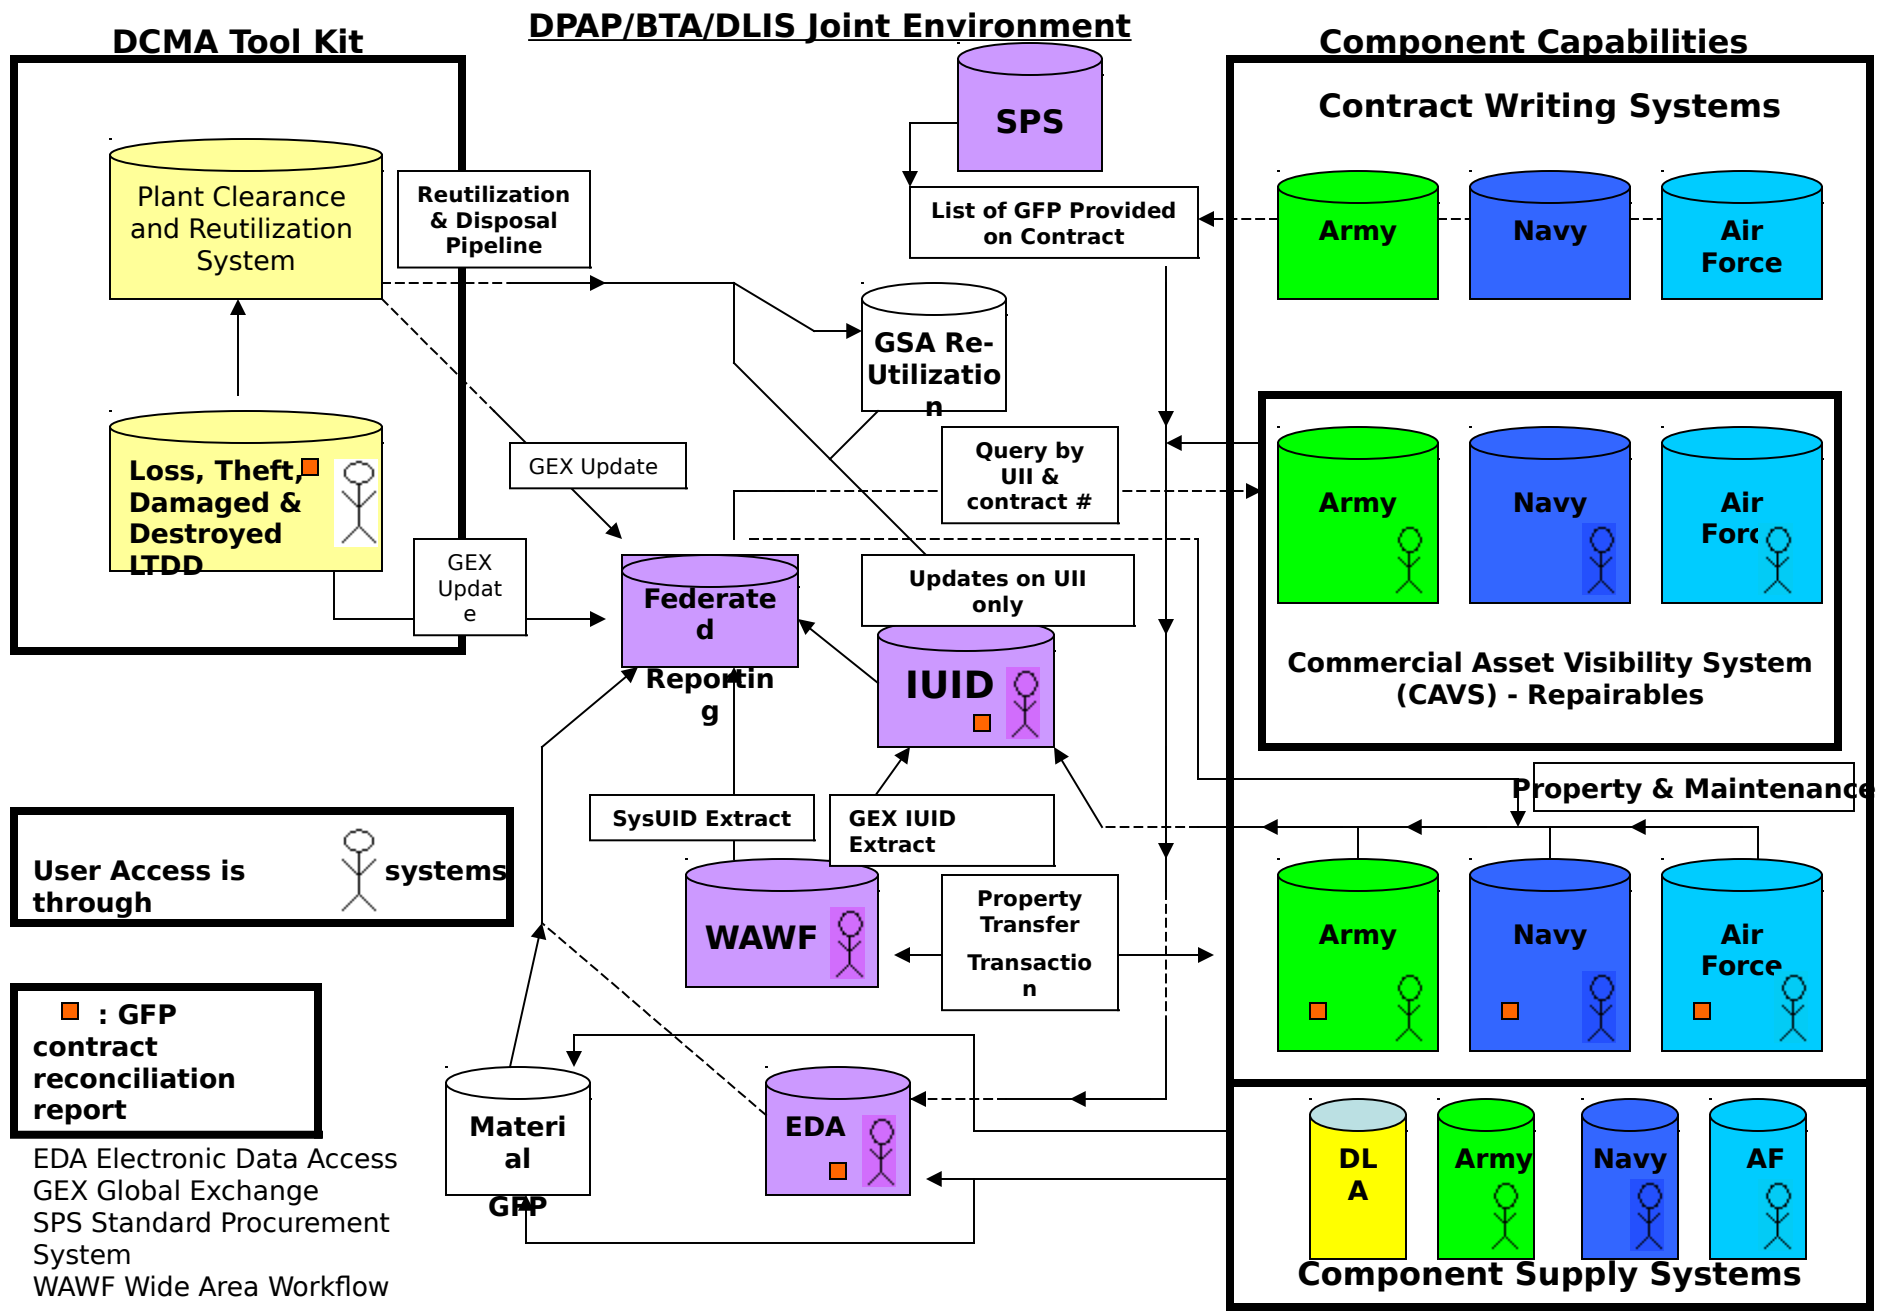 DPAP/BTA/DLIS Joint Environment
DCMA Tool Kit
Component Capabilities
SPS
Contract Writing Systems
Plant Clearance
and Reutilization
System
Reutilization
& Disposal
Pipeline
List of GFP Provided
on Contract
Army
Navy
Air
Force
GSA Re-
Utilizatio
n
Loss, Theft,
Damaged &
Destroyed
LTDD
GEX Update
Query by
UII &
contract #
Army
Navy
Air
Force
GEX
Updat
e
Updates on UII
only
Federate
d
Reportin
g
IUID
Commercial Asset Visibility System
(CAVS) - Repairables
Property & Maintenance
SysUID Extract
GEX IUID
Extract
User Access is
through
systems
WAWF
Property
Transfer
Transactio
n
Army
Navy
Air
Force
: GFP
contract
reconciliation
report
Materi
al
GFP
EDA
DL
A
Army
Navy
AF
Component Supply Systems
EDA Electronic Data Access
GEX Global Exchange
SPS Standard Procurement
System
WAWF Wide Area Workflow